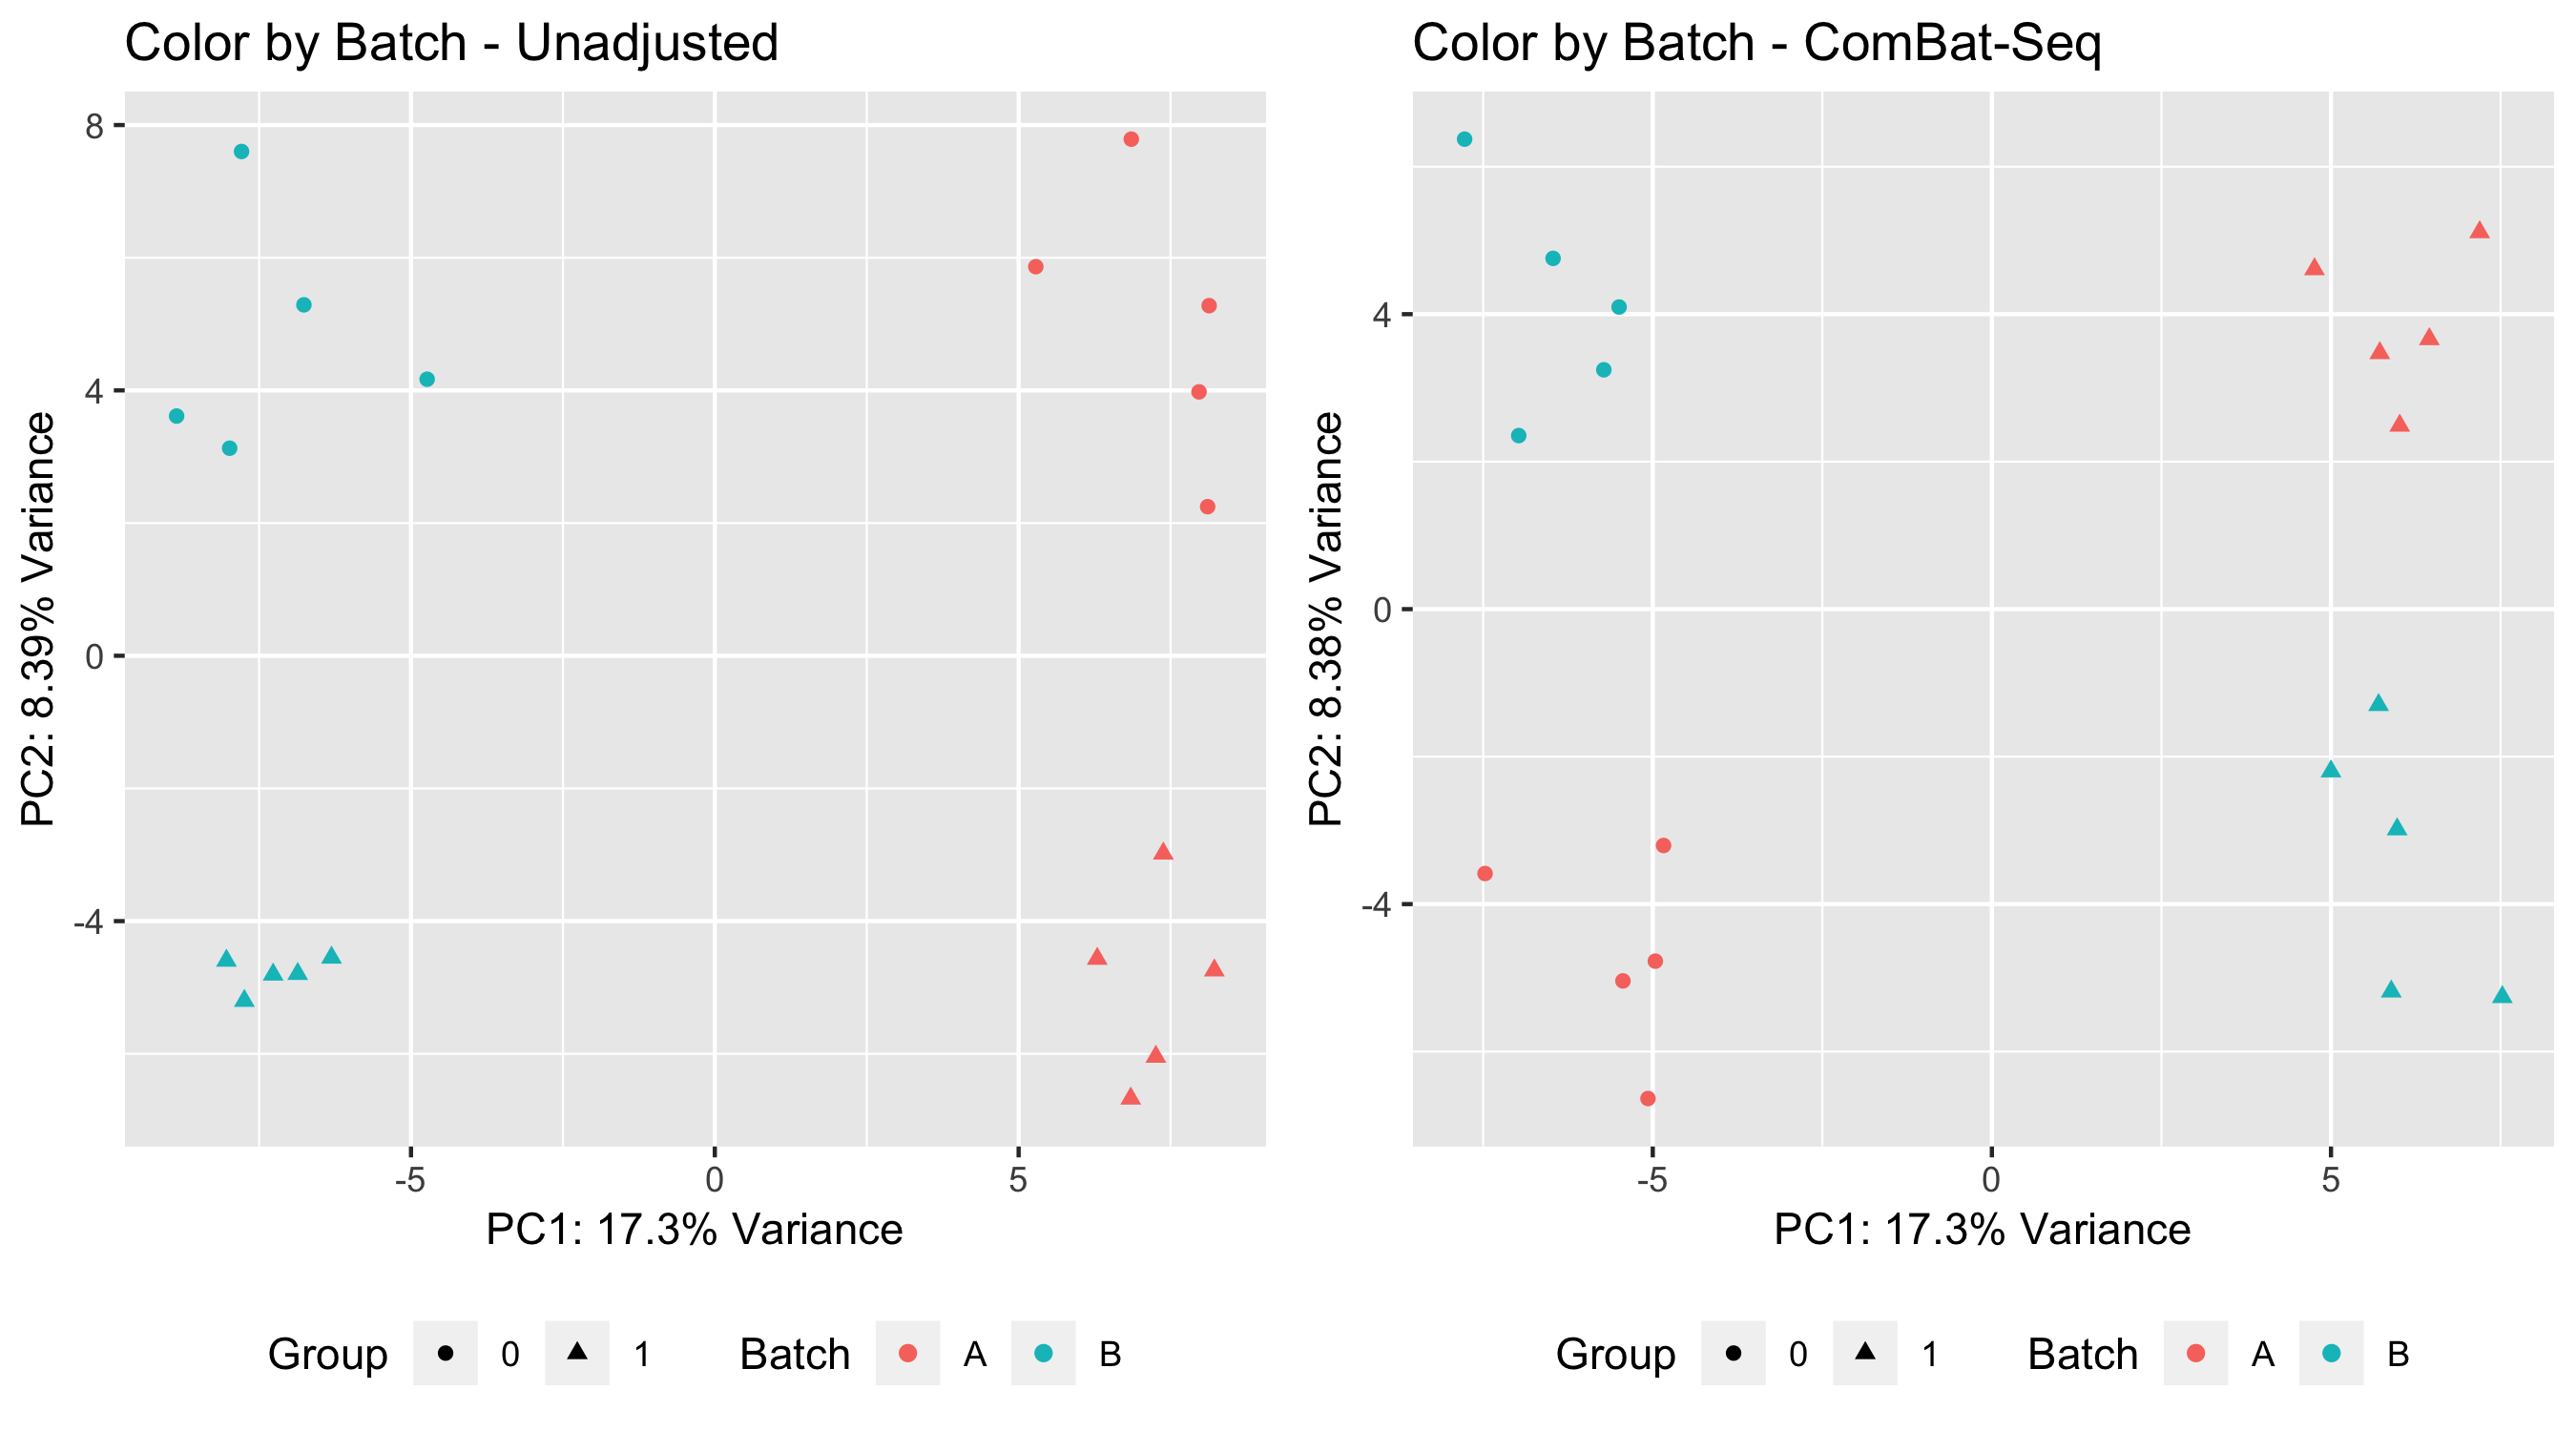 Color by Batch - Unadjusted
8
4
0
-4
PC2: 8.39% Variance
-5 0 5
PC1: 17.3% Variance
Group 0 1 Batch A B
Color by Batch - ComBat-Seq
4
0
-4
PC2: 8.38% Variance
-5 0 5
PC1: 17.3% Variance
Group 0 1 Batch A B